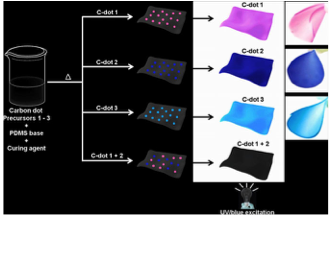 C-dot 1
C-dot 1
C-dot 2
C-dot 2
Δ
Carbon dot
Precursors 1 - 3
+
PDMS base
+
Curing agent
C-dot 3
C-dot 3
C-dot 1 + 2
C-dot 1 + 2
UV/blue excitation